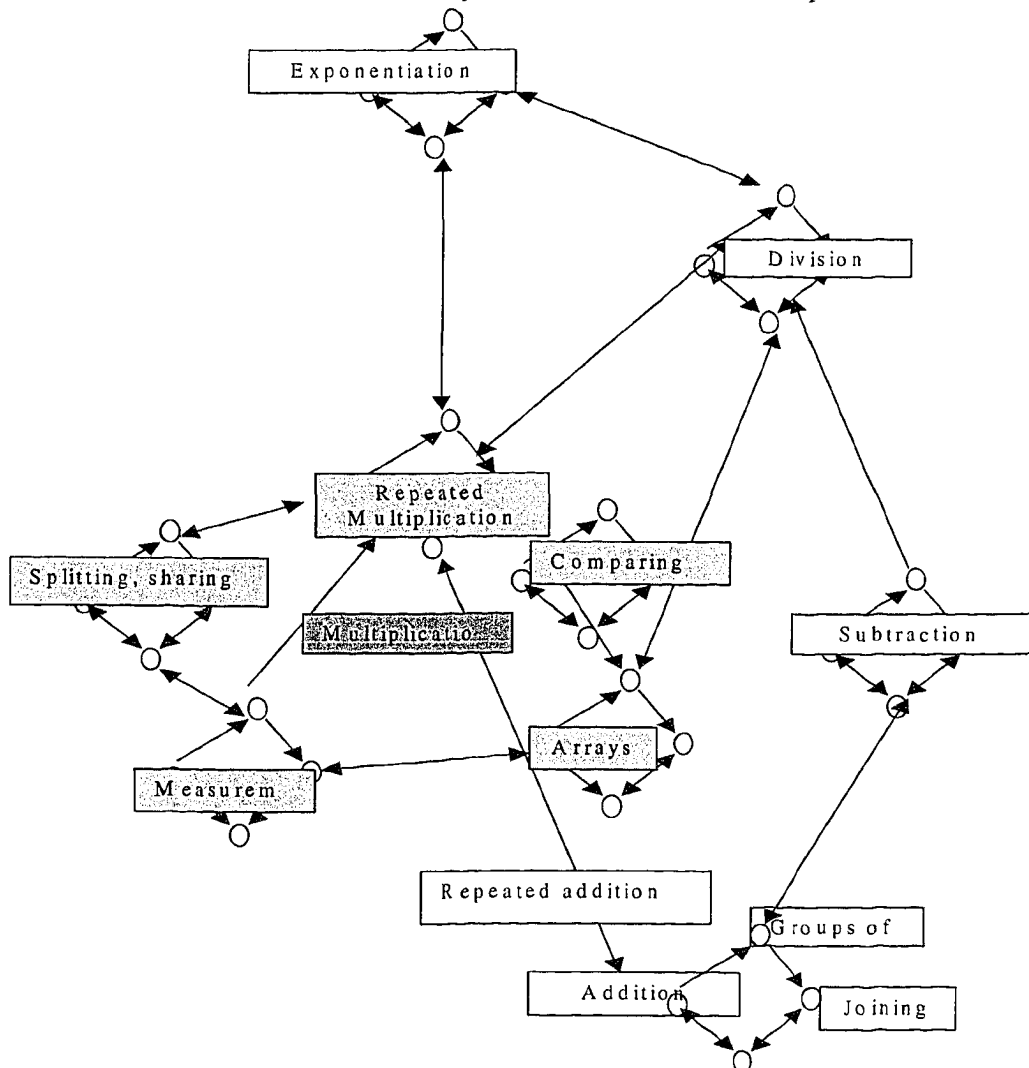 Exponentiation
Division
Repeated
Multiplication
Splitting, sharing
Comparing
Multiplicatio
Subtraction
Arrays
Measurem
Repeated addition
Groups of
Addition
Joining